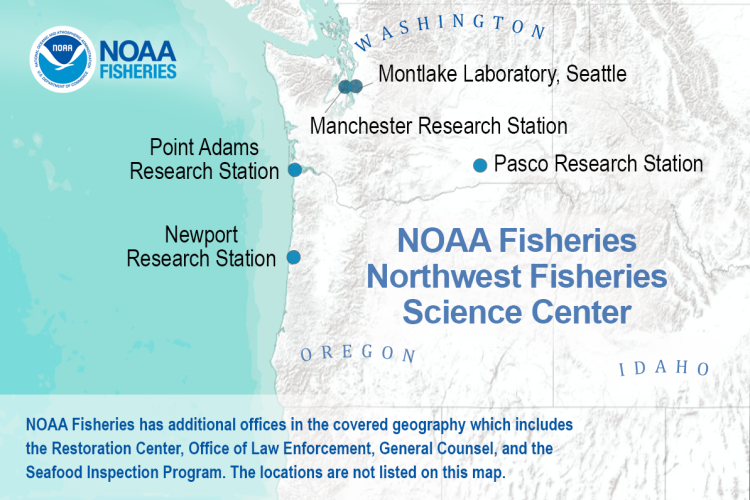 NOAA
NOAA
FISHERIES
WASHINGTON
Montlake Laboratory, Seattle
Manchester Research Station
Point Adams
Research Station
Pasco Research Station
Newport
Research Station
NOAA Fisheries
Northwest Fisheries
Science Center
OREGON
IDAHO
NOAA Fisheries has additional offices in the covered geography which includes
the Restoration Center, Office of Law Enforcement, General Counsel, and the
Seafood Inspection Program. The locations are not listed on this map.